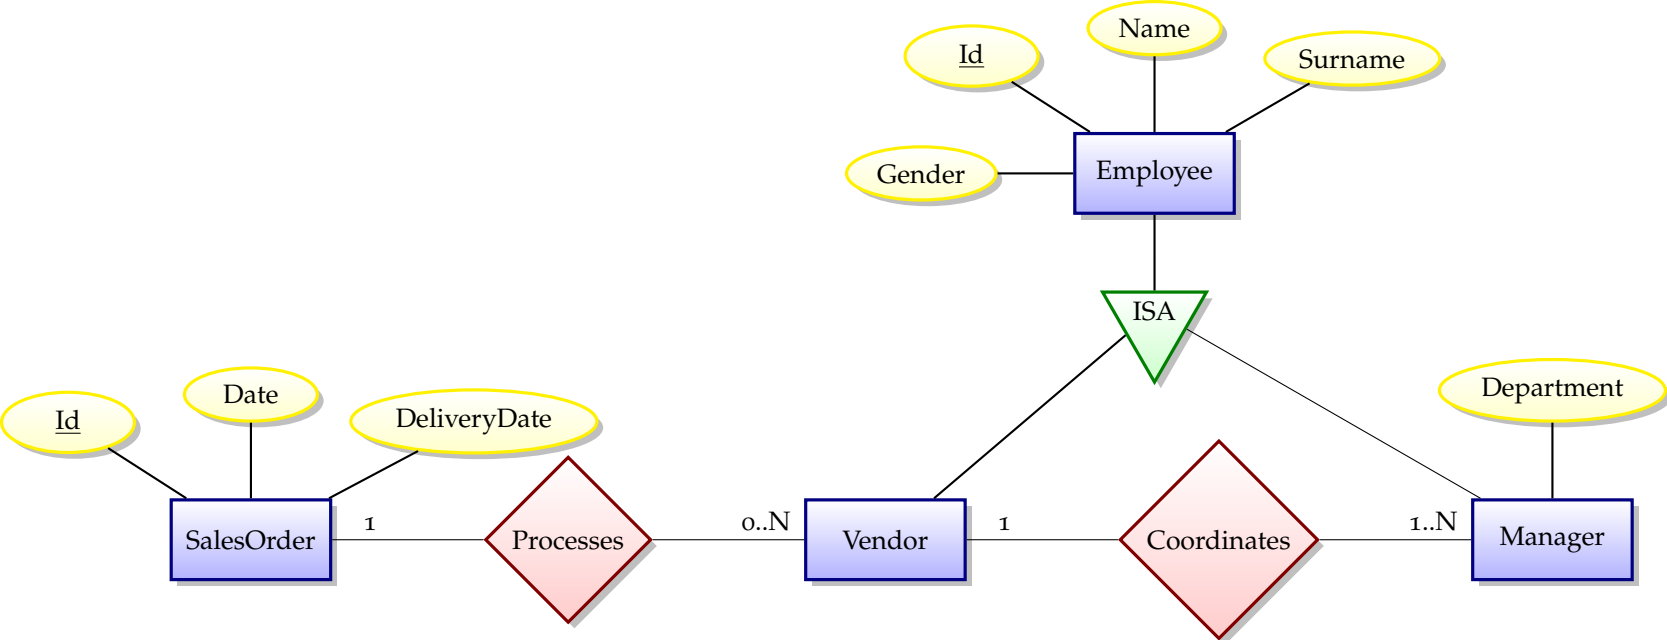 Name
Id
Surname
Employee
Gender
ISA
Department
Date
DeliveryDate
Id
1
0..N
1
1..N
SalesOrder
Processes
Vendor
Coordinates
Manager